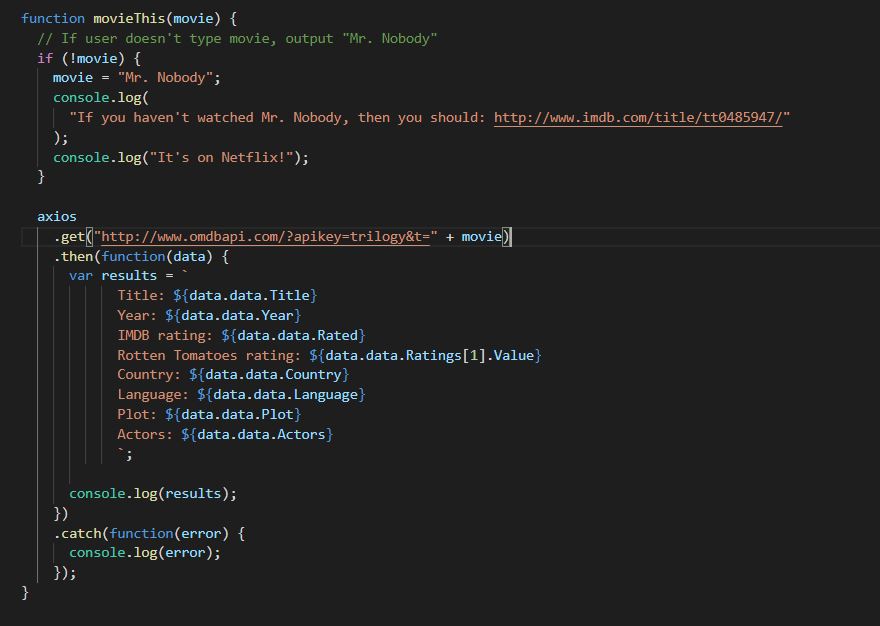 function movieThis(movie) {
// If user doesn't type movie, output "Mr. Nobody"
if (!movie) {
movie = "Mr. Nobody";
console.log(
"If you haven't watched Mr. Nobody, then you should: http://www.imdb.com/title/tt0485947/"
);
console.log("It's on Netflix!");
}
axios
.get("http://www.omdbapi.com/?apikey=trilogy&t=" + movie)
.then(function(data) {
var results = `
Title: ${data.data.Title}
Year: ${data.data.Year}
IMDB rating: ${data.data.Rated}
Rotten Tomatoes rating: ${data.data.Ratings[1].Value}
Country: ${data.data.Country}
Language: ${data.data.Language}
Plot: ${data.data.Plot}
Actors: ${data.data.Actors}
`;
console.log(results);
})
.catch(function(error) {
console.log(error);
});
}